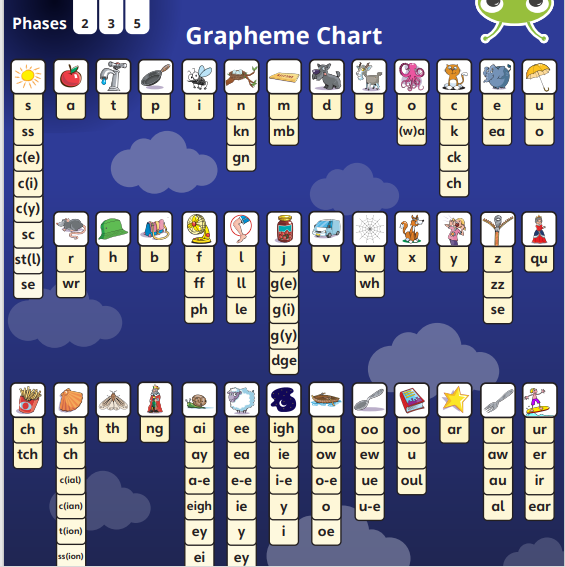 Phases 2 3 5
Grapheme Chart
s a t p i n m d g o c e u
ss kn mb (w)a k ea o
c(e) gn ck
c(i) ch
c(y)
sc
st(l) r h b f l j v w x y z qu
se wr ff ll g(e) wh zz
ph le g(i) se
g(y)
dge
ch sh th ng ai ee igh oa oo oo ar or ur
tch ch ay ea ie ow ew u aw er
c(ial) a-e e-e i-e o-e ue oul au ir
c(ian) eigh ie y o u-e al ear
t(ion) ey y i oe
ss(ion) ei ey